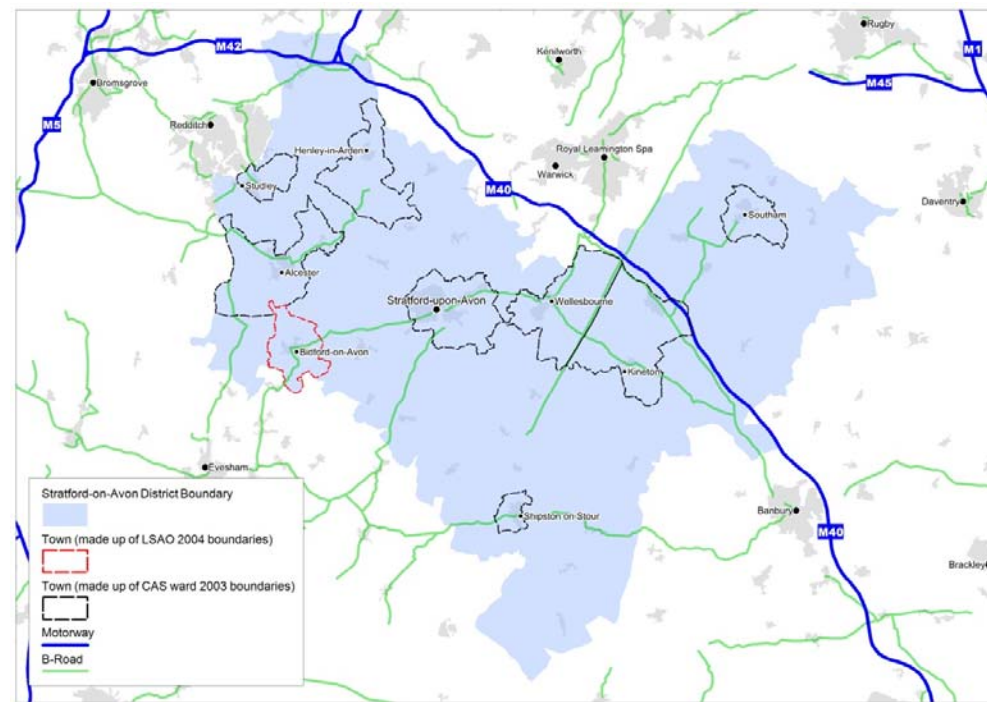 Rugby
M42
Kenilworth
M1
Bromsgrove
M45
M5
Redditch
Henley-in-Arden
Royal Leamington Spa
Warwick
Studley
M40
Daventry
Southam
Alcester
Stratford-upon-Avon
Wellesbourne
Bidford-on-Avon
Kineton
Evesham
Stratford-on-Avon District Boundary
Town (made up of LSAO 2004 boundaries)
Town (made up of CAS ward 2003 boundaries)
Motorway
B-Road
Shipston on Stour
Banbury
M40
Brackley